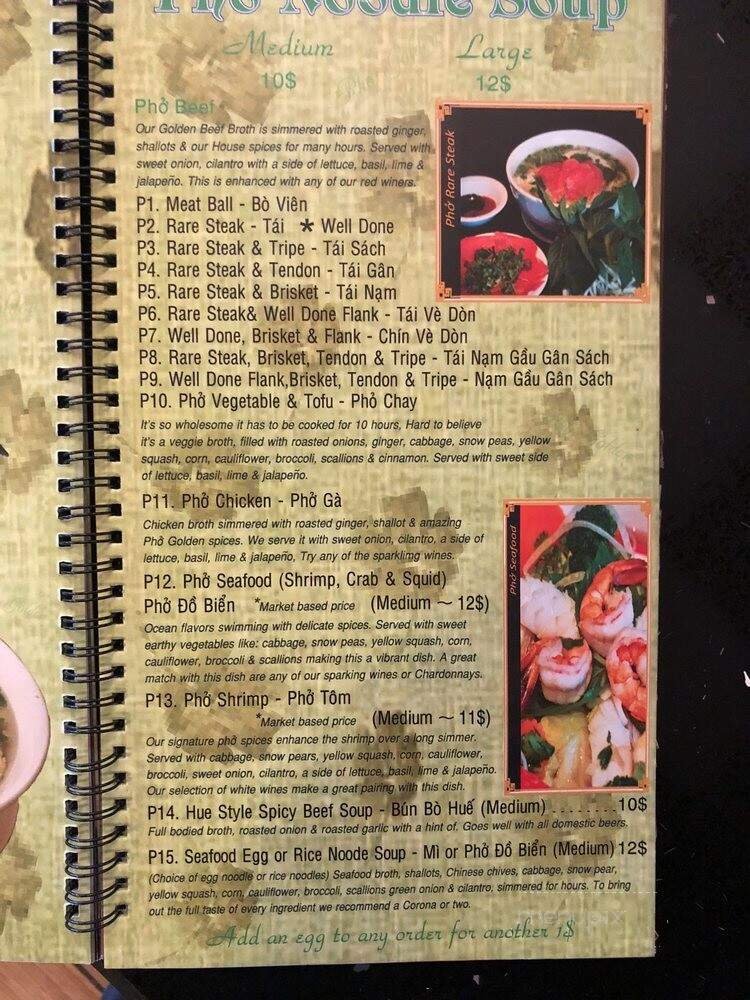 Phở Noodle Soup
Medium Large
10$ 12$
Phở Beef
Our Golden Beef Broth is simmered with roasted ginger,
shallots & our House spices for many hours. Served with
sweet onion, cilantro with a side of lettuce, basil, lime &
jalapeño. This is enhanced with any of our red winers.
Phở Rare Steak
P1. Meat Ball - Bò Viên
P2. Rare Steak - Tái * Well Done
P3. Rare Steak & Tripe - Tái Sách
P4. Rare Steak & Tendon - Tái Gân
P5. Rare Steak & Brisket - Tái Nạm
P6. Rare Steak& Well Done Flank - Tái Vè Dòn
P7. Well Done, Brisket & Flank - Chín Vè Dòn
P8. Rare Steak, Brisket, Tendon & Tripe - Tái Nạm Gầu Gân Sách
P9. Well Done Flank,Brisket, Tendon & Tripe - Nạm Gầu Gân Sách
P10. Phở Vegetable & Tofu - Phỏ Chay
It's so wholesome it has to be cooked for 10 hours, Hard to believe
it's a veggie broth, filled with roasted onions, ginger, cabbage, snow peas, yellow
squash, corn, cauliflower, broccoli, scallions & cinnamon. Served with sweet side
of lettuce, basil, lime & jalapeño.
P11. Phở Chicken - Phở Gà
Chicken broth simmered with roasted ginger, shallot & amazing
Phở Golden spices. We serve it with sweet onion, cilantro, a side of
lettuce, basil, lime & jalapeño, Try any of the sparklimg wines.
Phở Seafood
P12. Phở Seafood (Shrimp, Crab & Squid)
Phở Đồ Biển *Market based price (Medium ~ 12$)
Ocean flavors swimming with delicate spices. Served with sweet
earthy vegetables like: cabbage, snow peas, yellow squash, corn,
cauliflower, broccoli & scallions making this a vibrant dish. A great
match with this dish are any of our sparking wines or Chardonnays.
P13. Phở Shrimp - Phở Tôm
*Market based price (Medium ~ 11$)
Our signature phở spices enhance the shrimp over a long simmer.
Served with cabbage, snow pears, yellow squash, corn, cauliflower,
broccoli, sweet onion, cilantro, a side of lettuce, basil, lime & jalapeño.
Our selection of white wines make a great pairing with this dish.
P14. Hue Style Spicy Beef Soup - Bún Bò Huế (Medium) ........10$
Full bodied broth, roasted onion & roasted garlic with a hint of. Goes well with all domestic beers.
P15. Seafood Egg or Rice Noode Soup - Mì or Phở Đồ Biển (Medium) 12$
(Choice of egg noodle or rice noodles) Seafood broth, shallots, Chinese chives, cabbage, snow pear,
yellow squash, corn, cauliflower, broccoli, scallions green onion & cilantro, simmered for hours. To bring
out the full taste of every ingredient we recommend a Corona or two.
Add an egg to any order for another 1$